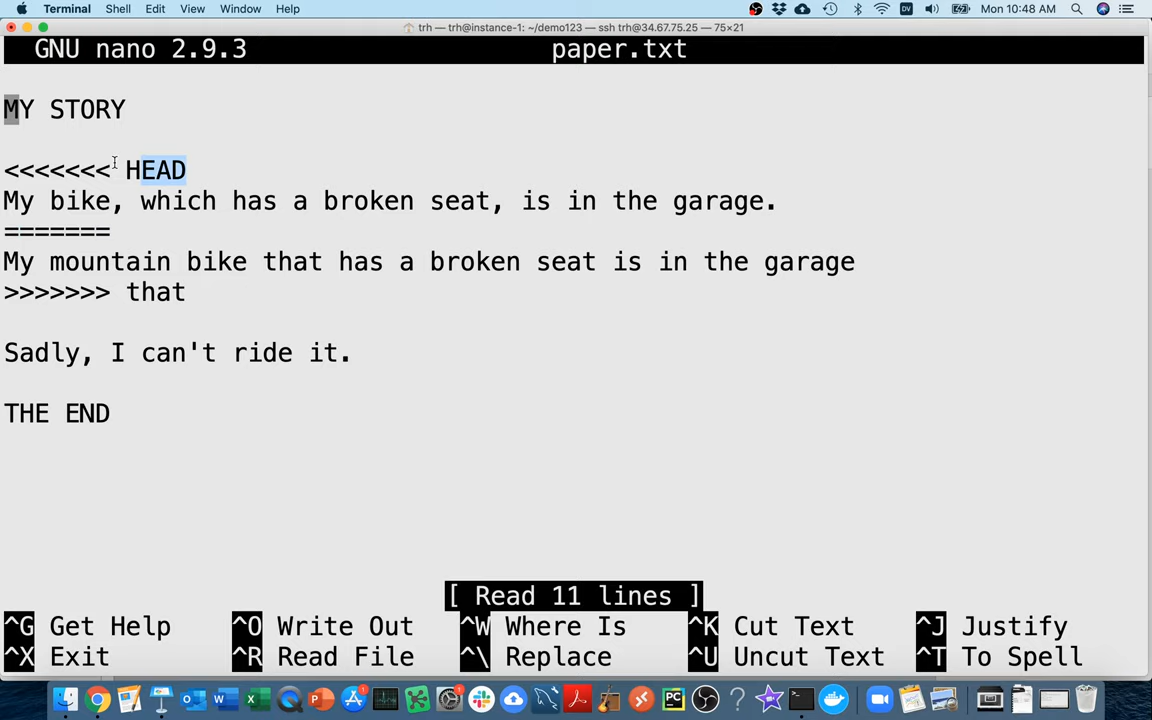 Terminal Shell Edit View Window Help DV Mon 10:48 AM
trh — trh@instance-1: ~/demo123 — ssh trh@34.67.75.25 — 75×21
GNU nano 2.9.3 paper.txt
MY STORY
<<<<<<< HEAD
My bike, which has a broken seat, is in the garage.
=======
My mountain bike that has a broken seat is in the garage
>>>>>>> that
Sadly, I can't ride it.
THE END
[ Read 11 lines ]
^G Get Help ^O Write Out ^W Where Is ^K Cut Text ^J Justify
^X Exit ^R Read File ^\ Replace ^U Uncut Text ^T To Spell